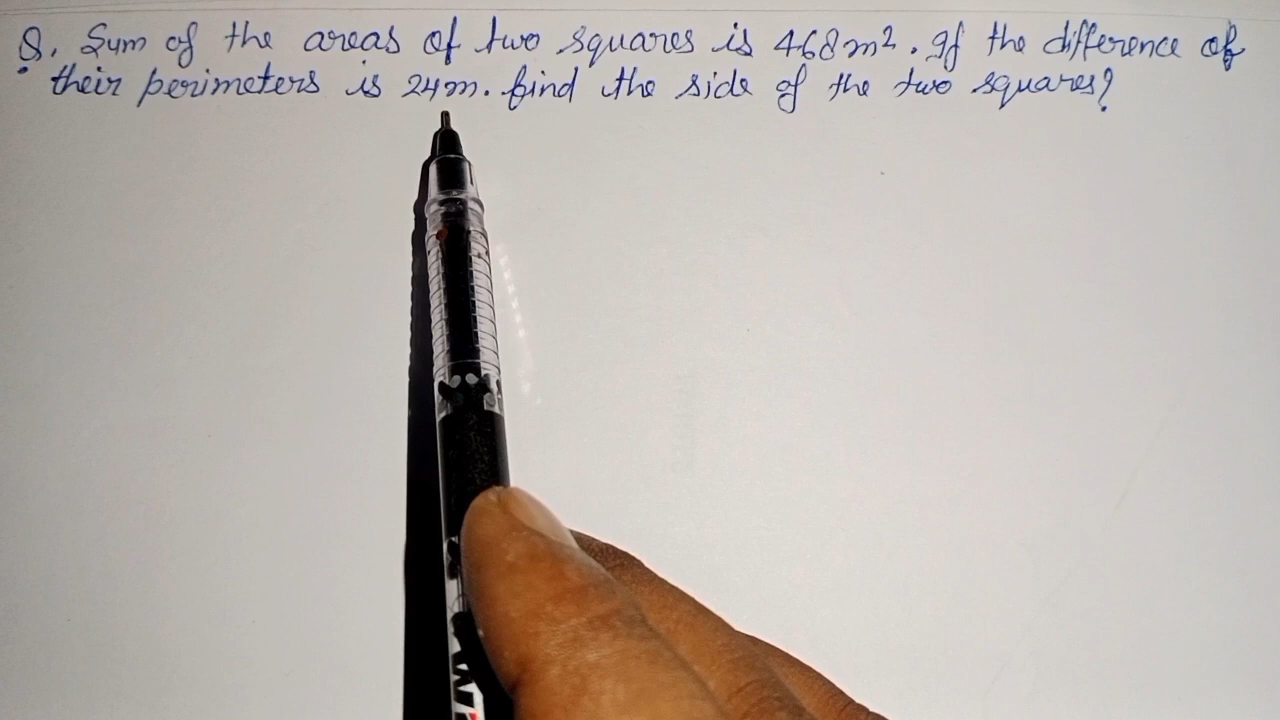 Q. Sum of the areas of two squares is 468m². If the difference of
their perimeters is 24m. find the side of the two squares?